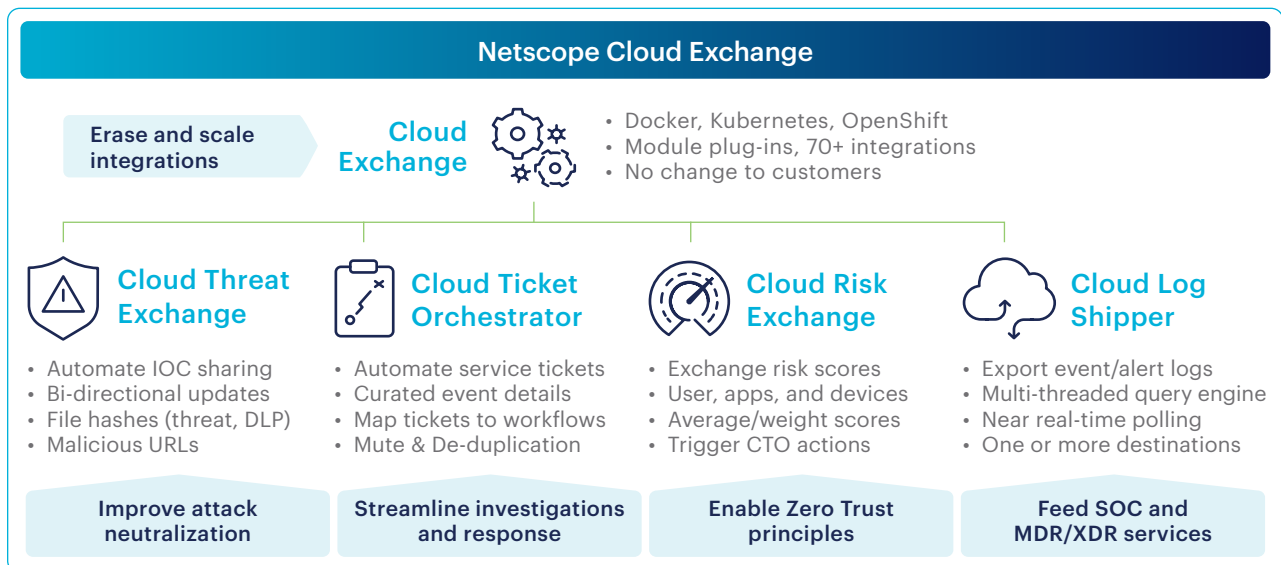 Netscope Cloud Exchange
Erase and scale
integrations
Cloud
Exchange
• Docker, Kubernetes, OpenShift
• Module plug-ins, 70+ integrations
• No change to customers
Cloud Threat
Exchange
• Automate IOC sharing
• Bi-directional updates
• File hashes (threat, DLP)
• Malicious URLs
Improve attack
neutralization
Cloud Ticket
Orchestrator
• Automate service tickets
• Curated event details
• Map tickets to workflows
• Mute & De-duplication
Streamline investigations
and response
Cloud Risk
Exchange
• Exchange risk scores
• User, apps, and devices
• Average/weight scores
• Trigger CTO actions
Enable Zero Trust
principles
Cloud Log
Shipper
• Export event/alert logs
• Multi-threaded query engine
• Near real-time polling
• One or more destinations
Feed SOC and
MDR/XDR services